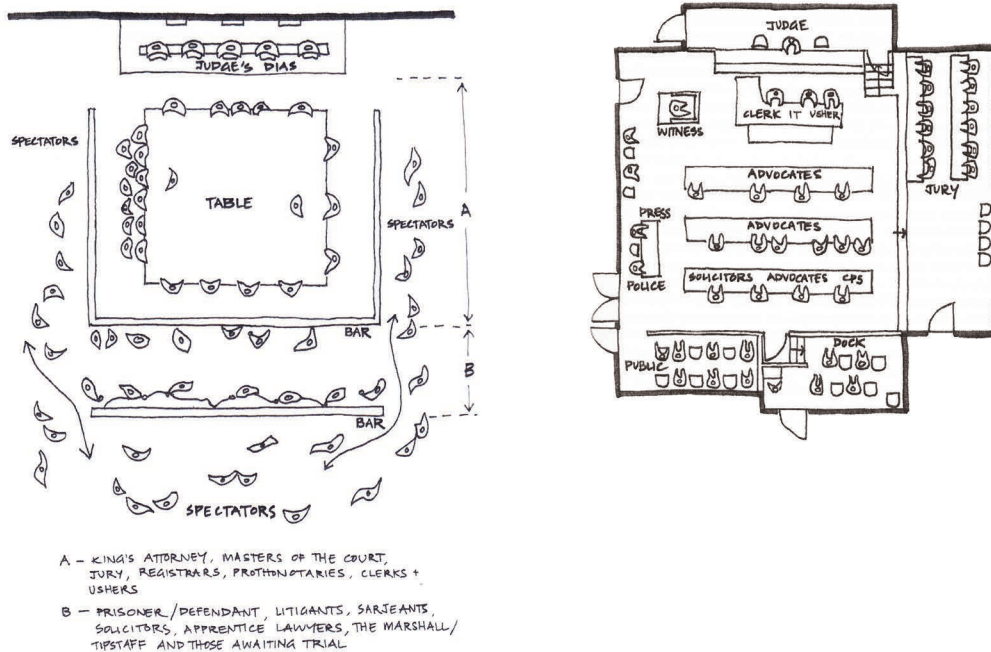 JUDGE'S DIAS
SPECTATORS
TABLE
A
SPECTATORS
BAR
B
BAR
SPECTATORS
A – KING'S ATTORNEY, MASTERS OF THE COURT,
JURY, REGISTRARS, PROTHONOTARIES, CLERKS +
USHERS
B – PRISONER/DEFENDANT, LITIGANTS, SARJEANTS,
SOLICITORS, APPRENTICE LAWYERS, THE MARSHALL/
TIPSTAFF AND THOSE AWAITING TRIAL
JUDGE
CLERK IT USHER
WITNESS
ADVOCATES
JURY
PRESS
ADVOCATES
POLICE
SOLICITORS ADVOCATES CPS
DOCK
PUBLIC